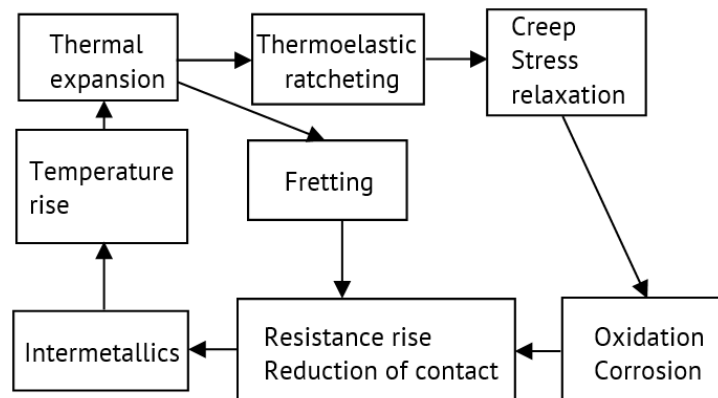 Thermal
expansion
Thermoelastic
ratcheting
Creep
Stress
relaxation
Temperature
rise
Fretting
Intermetallics
Resistance rise
Reduction of contact
Oxidation
Corrosion